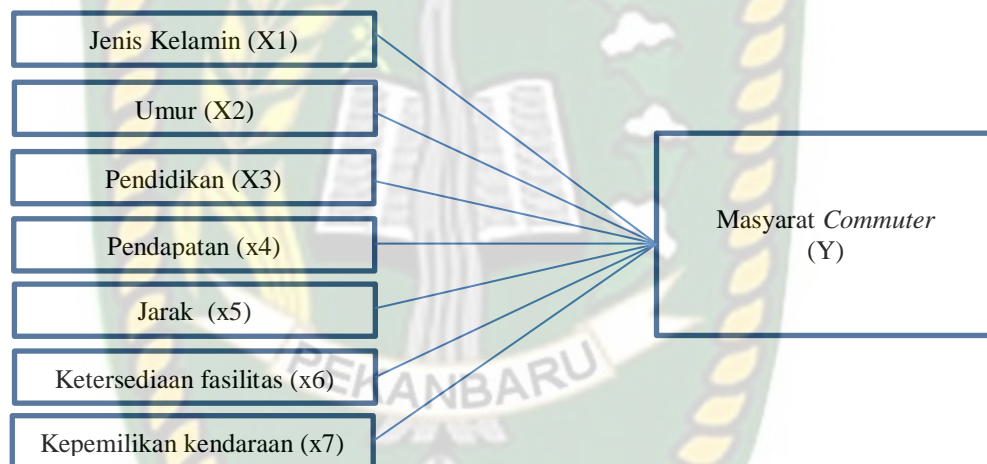 Jenis Kelamin (X1)
Umur (X2)
Pendidikan (X3)
Pendapatan (x4)
Jarak (x5)
Ketersediaan fasilitas (x6)
Kepemilikan kendaraan (x7)
Masyarat Commuter
(Y)
PEKANBARU